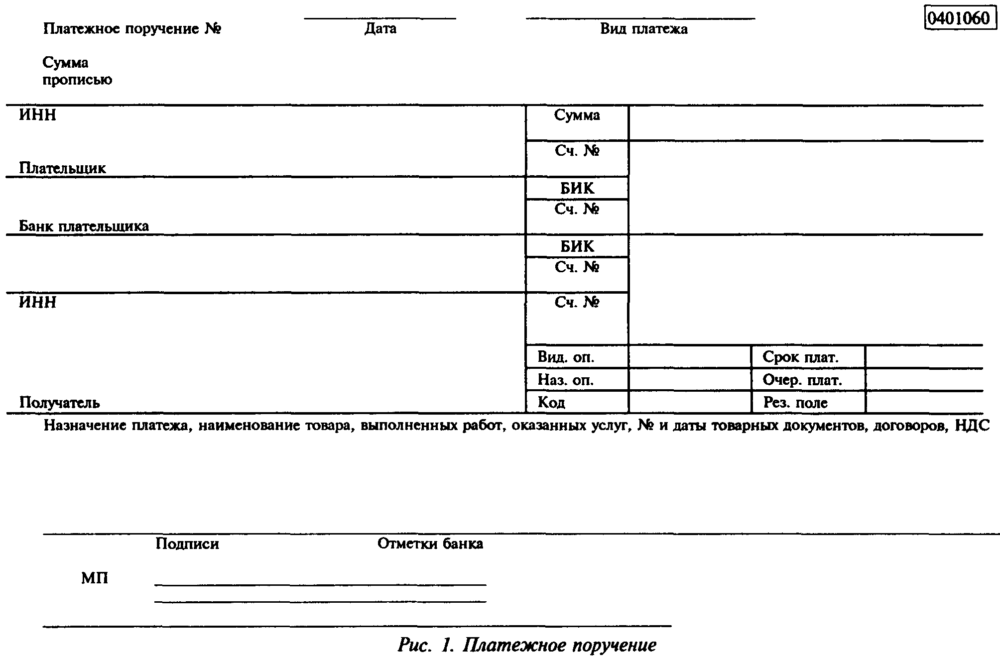 0401060
Платежное поручение № Дата Вид платежа
Сумма
прописью
ИНН Сумма
Сч. №
Плательщик
БИК
Сч. №
Банк плательщика
БИК
Сч. №
ИНН Сч. №
Вид. оп. Срок плат.
Наз. оп. Очер. плат.
Получатель Код Рез. поле
Назначение платежа, наименование товара, выполненных работ, оказанных услуг, № и даты товарных документов, договоров, НДС
Подписи Отметки банка
МП
Рис. 1. Платежное поручение